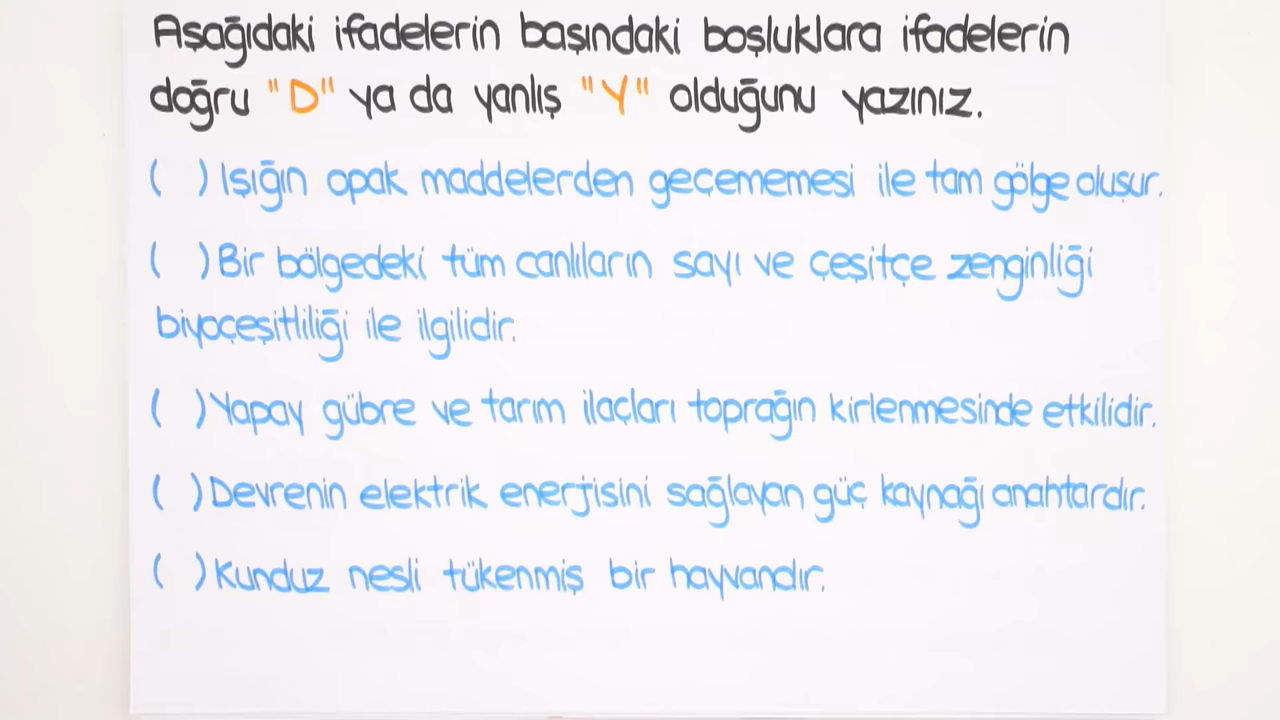 Aşağıdaki ifadelerin başındaki boşluklara ifadelerin
doğru "D" ya da yanlış "Y" olduğunu yazınız.
( ) Işığın opak maddelerden geçememesi ile tam gölge oluşur.
( ) Bir bölgedeki tüm canlıların sayı ve çeşitçe zenginliği
biyoçeşitliliği ile ilgilidir.
( ) Yapay gübre ve tarım ilaçları toprağın kirlenmesinde etkilidir.
( ) Devrenin elektrik enerjisini sağlayan güç kaynağı anahtardır.
( ) Kunduz nesli tükenmiş bir hayvandır.